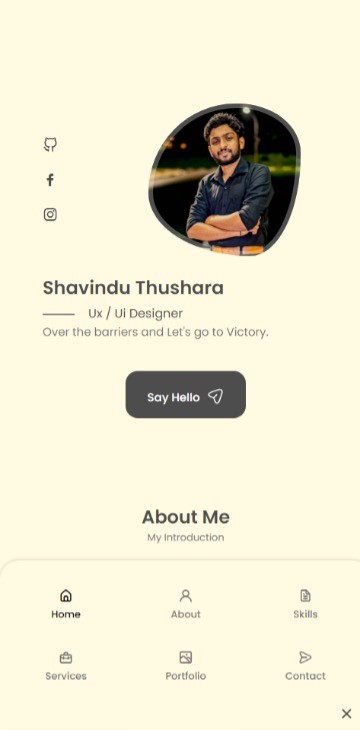 Shavindu Thushara
Ux / Ui Designer
Over the barriers and Let's go to Victory.
Say Hello
About Me
My Introduction
Home About Skills
Services Portfolio Contact